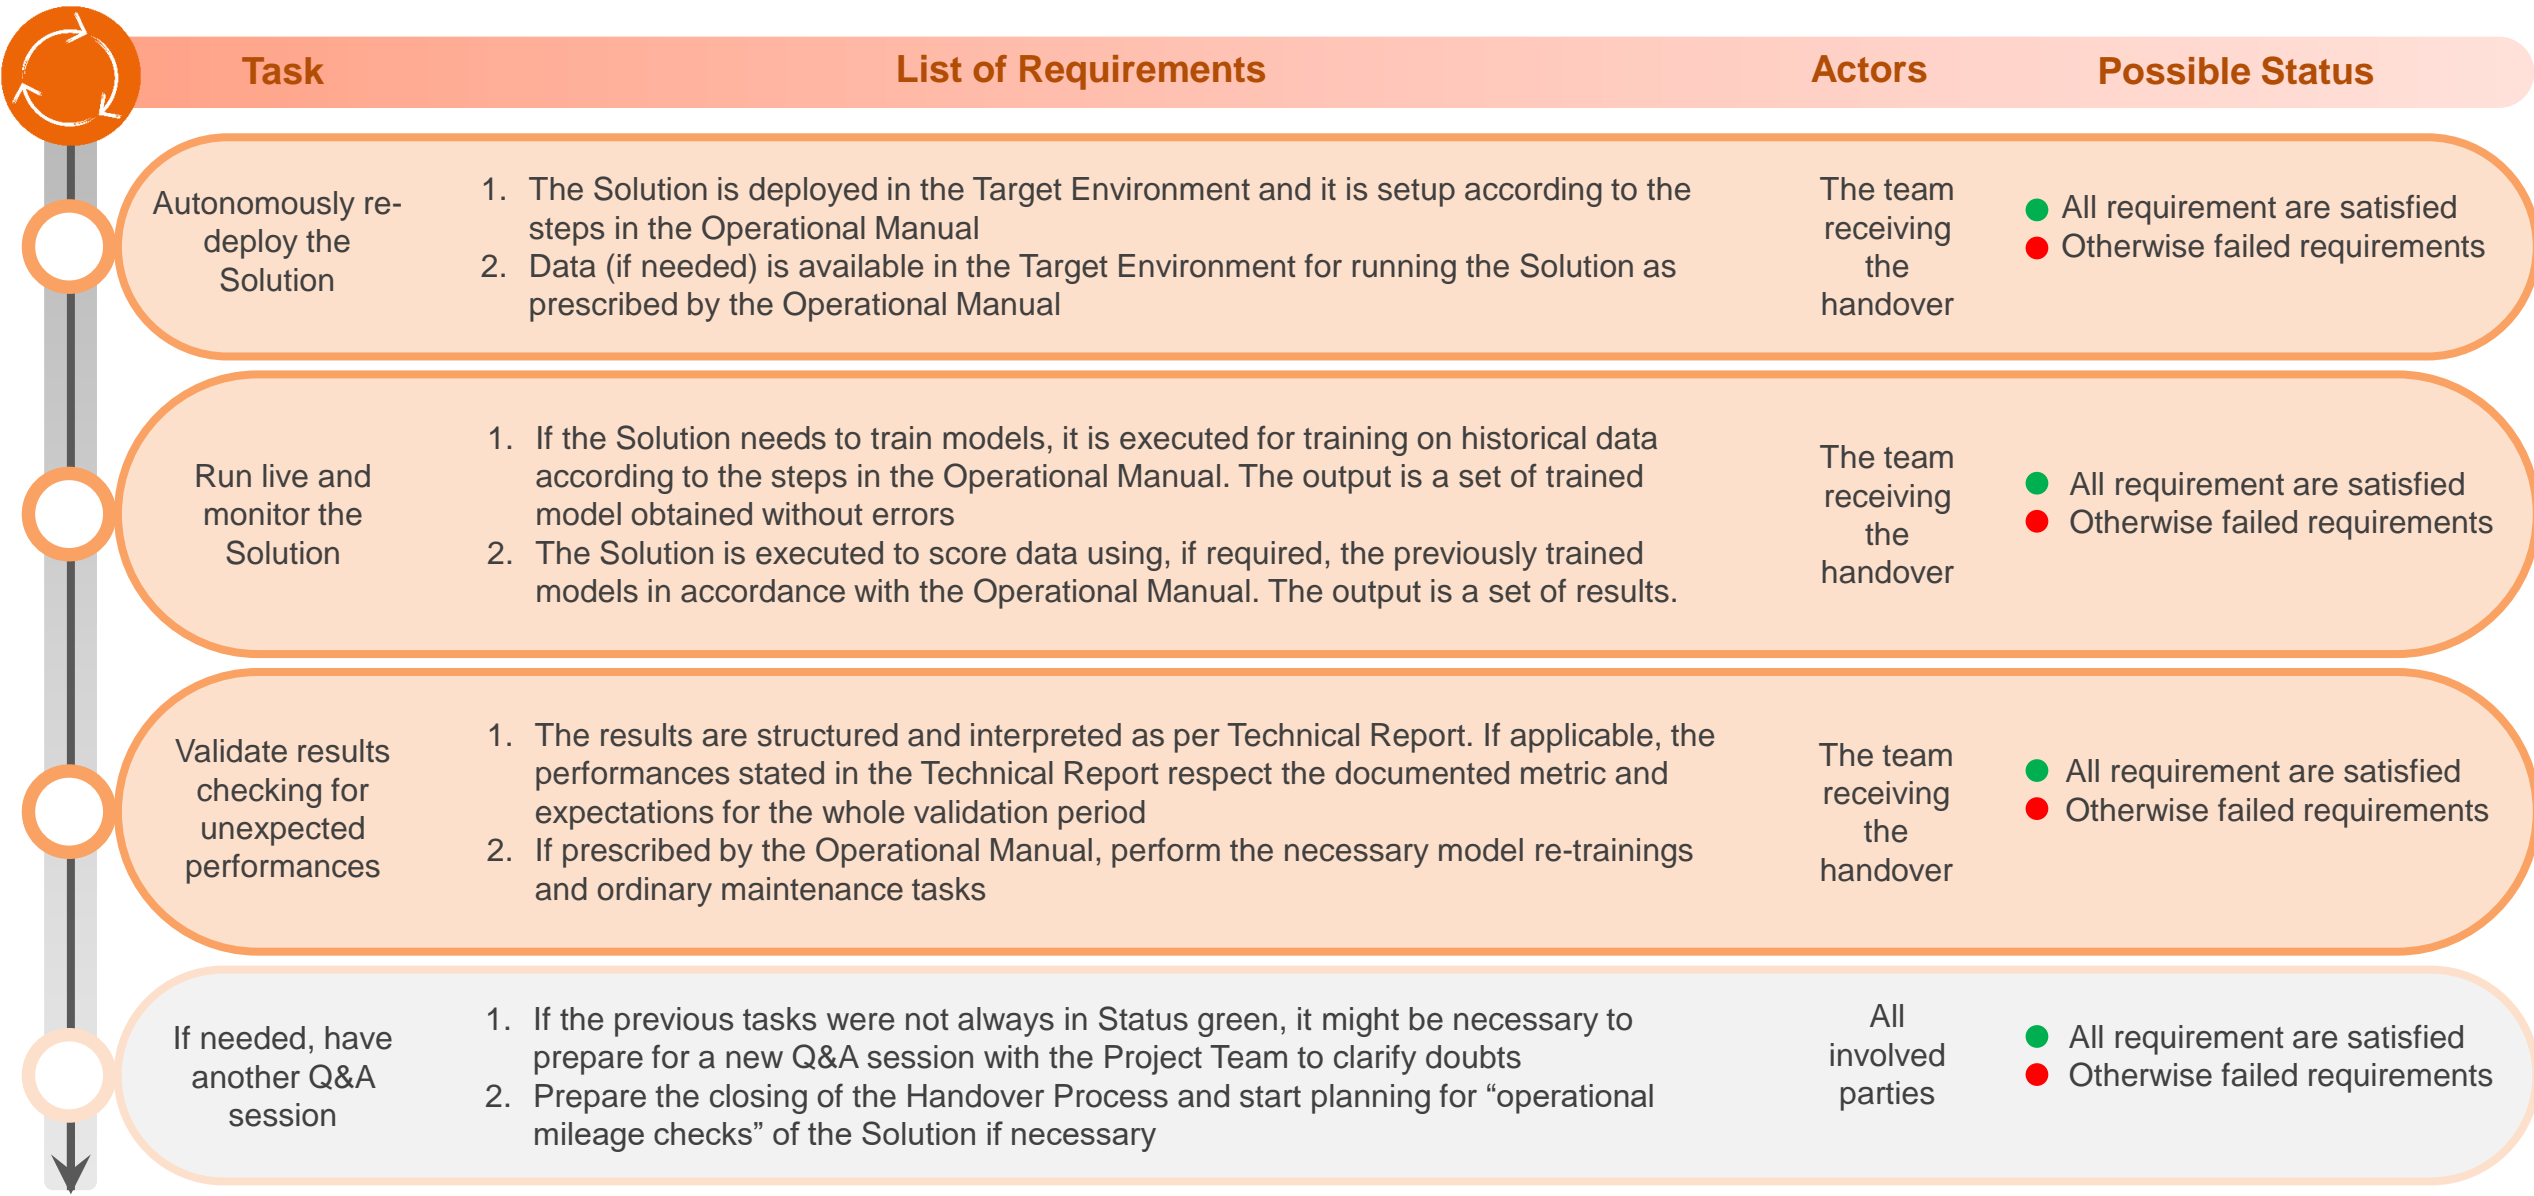 Task
List of Requirements
Actors
Possible Status
Autonomously re-
deploy the
Solution
1. The Solution is deployed in the Target Environment and it is setup according to the
steps in the Operational Manual
2. Data (if needed) is available in the Target Environment for running the Solution as
prescribed by the Operational Manual
The team
receiving
the
handover
All requirement are satisfied
Otherwise failed requirements
Run live and
monitor the
Solution
1. If the Solution needs to train models, it is executed for training on historical data
according to the steps in the Operational Manual. The output is a set of trained
model obtained without errors
2. The Solution is executed to score data using, if required, the previously trained
models in accordance with the Operational Manual. The output is a set of results.
The team
receiving
the
handover
All requirement are satisfied
Otherwise failed requirements
Validate results
checking for
unexpected
performances
1. The results are structured and interpreted as per Technical Report. If applicable, the
performances stated in the Technical Report respect the documented metric and
expectations for the whole validation period
2. If prescribed by the Operational Manual, perform the necessary model re-trainings
and ordinary maintenance tasks
The team
receiving
the
handover
All requirement are satisfied
Otherwise failed requirements
If needed, have
another Q&A
session
1. If the previous tasks were not always in Status green, it might be necessary to
prepare for a new Q&A session with the Project Team to clarify doubts
2. Prepare the closing of the Handover Process and start planning for “operational
mileage checks” of the Solution if necessary
All
involved
parties
All requirement are satisfied
Otherwise failed requirements